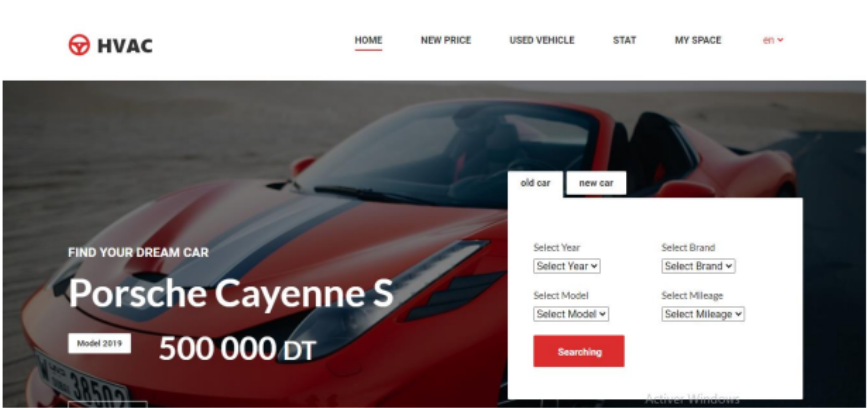 HVAC
HOME NEW PRICE USED VEHICLE STAT MY SPACE en
old car new car
FIND YOUR DREAM CAR
Porsche Cayenne S
Model 2019 500 000 DT
Select Year Select Brand
Select Year Select Brand
Select Model Select Mileage
Select Model Select Mileage
Searching
38502
Activer Windows